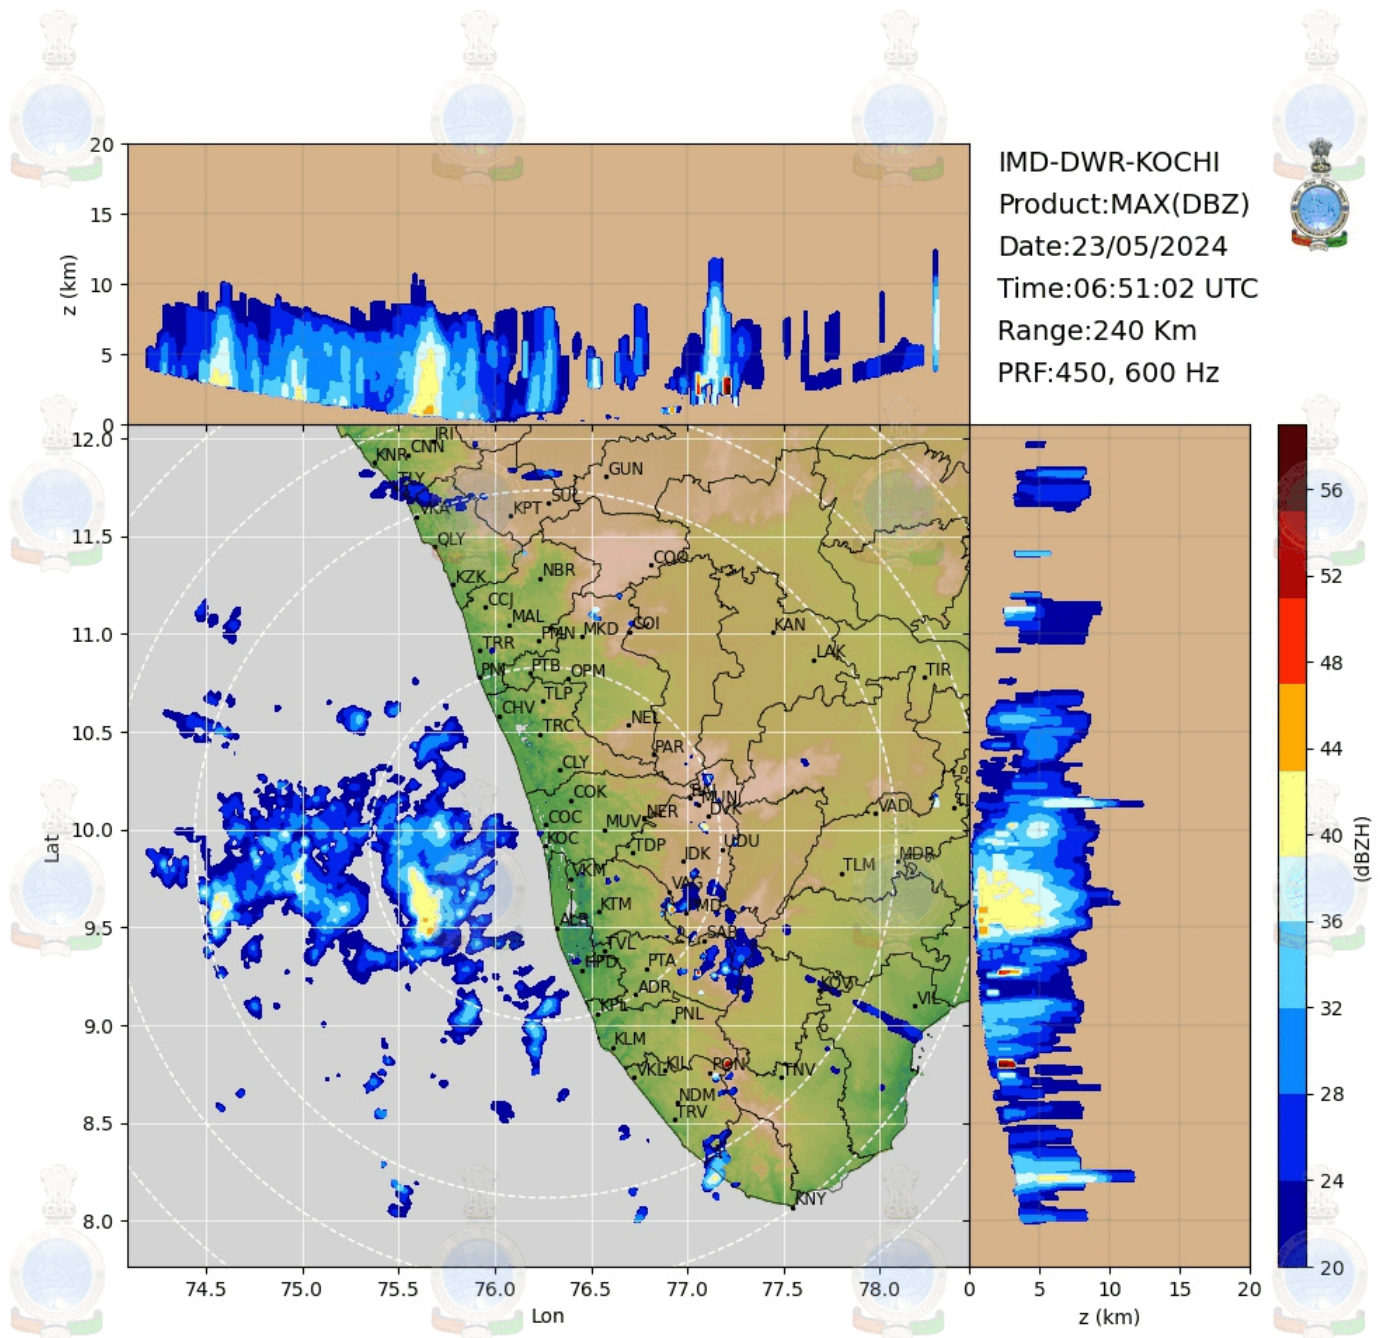 IMD-DWR-KOCHI
Product:MAX(DBZ)
Date:23/05/2024
Time:06:51:02 UTC
Range:240 Km
PRF:450, 600 Hz
20
15
10
5
0
z (km)
12.0
11.5
11.0
10.5
10.0
9.5
9.0
8.5
8.0
Lat
IRI
CNN
KNR
TLY
GUN
SUL
VKA
KPT
QLY
COO
NBR
KZK
CCJ
MAL
PMN
MKD
COI
KAN
TRR
LAK
PNI
PTB
OPM
TIR
TLP
CHV
NEL
TRC
PAR
CLY
COK
MUN
DVK
VAD
COC
MUV
NER
KOC
TDP
UDU
IDK
TLM
MDR
VKM
VAG
KTM
ALP
SAB
TVL
HPD
PTA
KOV
ADR
KPL
PNL
VIL
KLM
KIL
PON
VKL
TNV
NDM
TRV
KNY
74.5
75.0
75.5
76.0
76.5
77.0
77.5
78.0
Lon
0
5
10
15
20
z (km)
56
52
48
44
40
36
32
28
24
20
(dBZH)